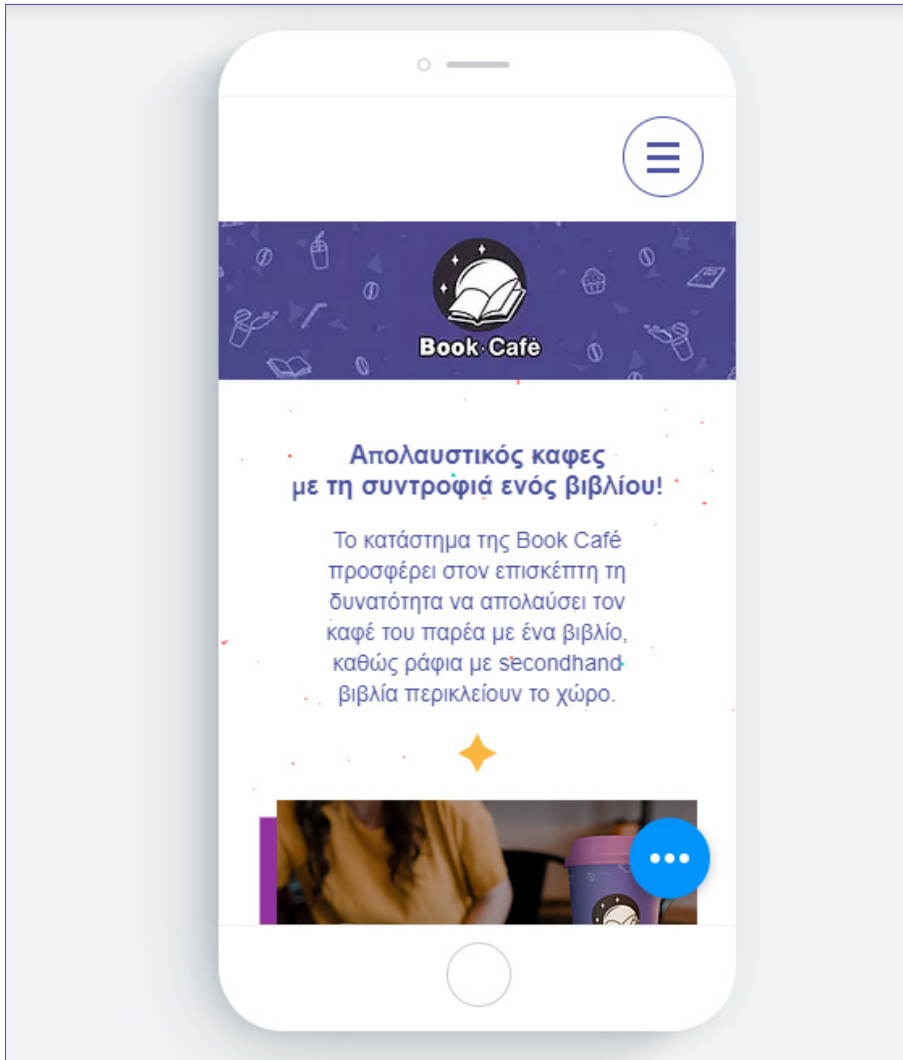 Book·Café
Απολαυστικός καφες
με τη συντροφιά ενός βιβλίου!
Το κατάστημα της Book Café
προσφέρει στον επισκέπτη τη
δυνατότητα να απολαύσει τον
καφέ του παρέα με ένα βιβλίο,
καθώς ράφια με secondhand
βιβλία περικλείουν το χώρο.